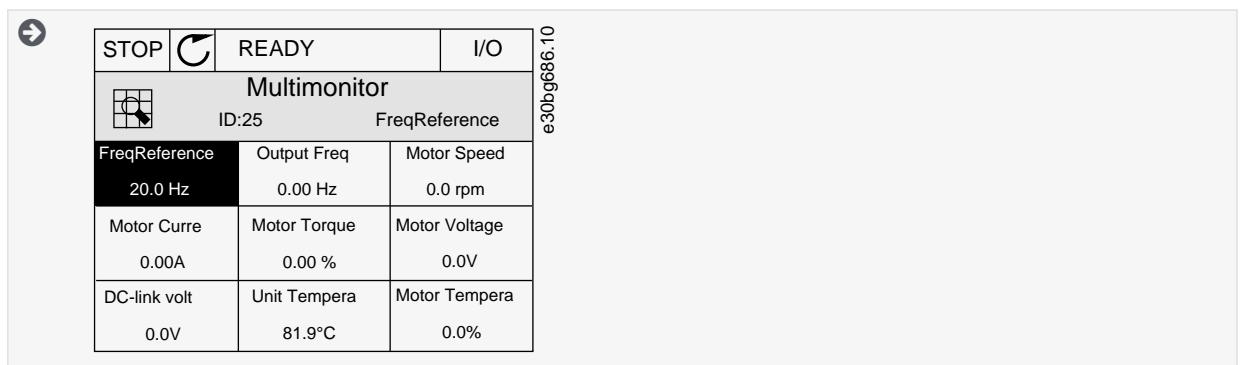 STOP READY I/O
Multimonitor
ID:25 FreqReference
FreqReference Output Freq Motor Speed
20.0 Hz 0.00 Hz 0.0 rpm
Motor Curre Motor Torque Motor Voltage
0.00A 0.00 % 0.0V
DC-link volt Unit Tempera Motor Tempera
0.0V 81.9°C 0.0%
e30bg686.10